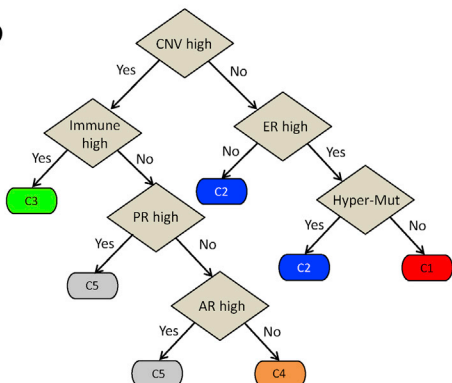 CNV high
Yes
No
Immune
high
ER high
Yes
No
No
Yes
C3
C2
PR high
Hyper-Mut
Yes
No
Yes
No
C5
C2
C1
AR high
Yes
No
C5
C4